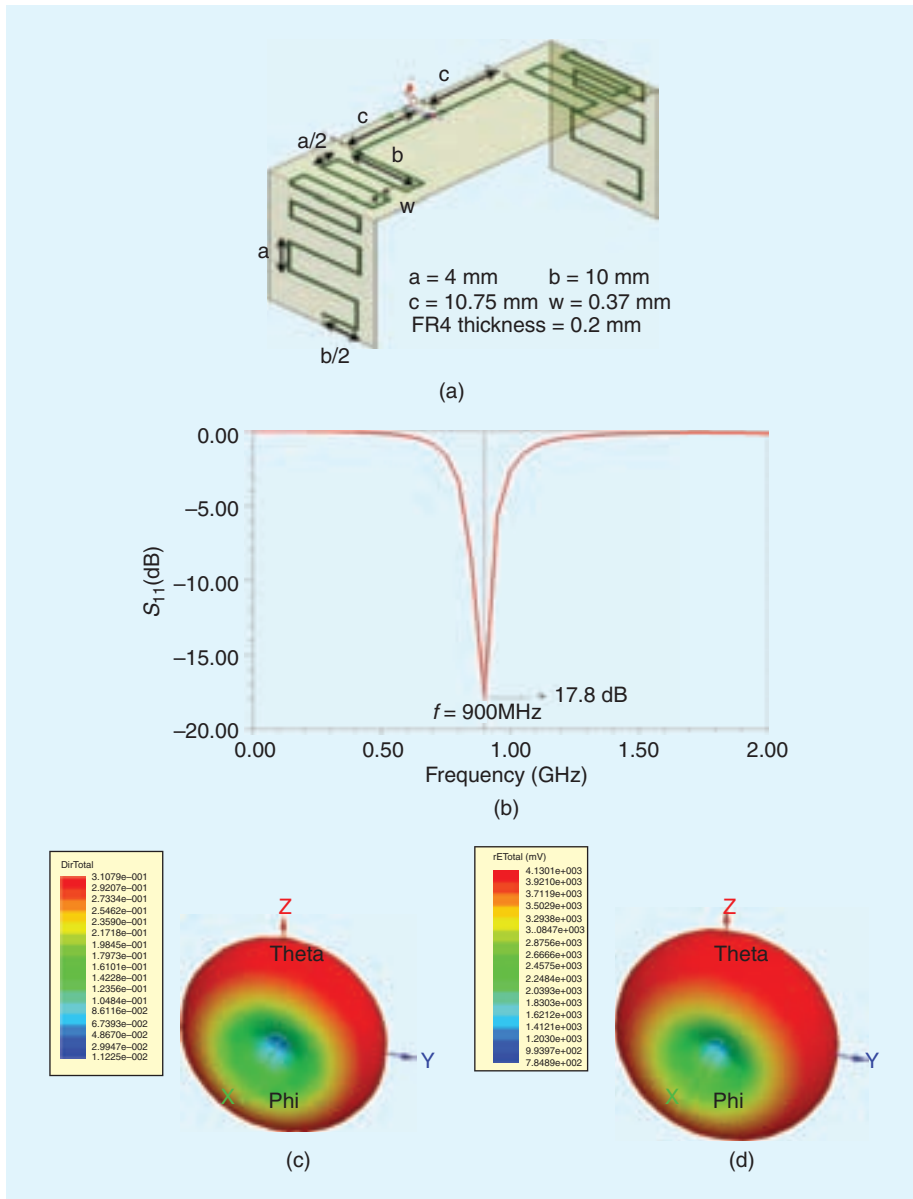 c
c
a/2
b
w
a
a = 4 mm b = 10 mm
c = 10.75 mm w = 0.37 mm
FR4 thickness = 0.2 mm
b/2
(a)
0.00
−5.00
−10.00
−15.00
−20.00
S11(dB)
17.8 dB
f = 900MHz
0.00 0.50 1.00 1.50 2.00
Frequency (GHz)
(b)
DirTotal
3.1079e−001
2.9207e−001
2.7334e−001
2.5462e−001
2.3590e−001
2.1718e−001
1.9845e−001
1.7973e−001
1.6101e−001
1.4228e−001
1.2356e−001
1.0484e−001
8.6116e−002
6.7393e−002
4.8670e−002
2.9947e−002
1.1225e−002
Z
Theta
Y
X
Phi
(c)
rETotal (mV)
4.1301e+003
3.9210e+003
3.7119e+003
3.5029e+003
3.2938e+003
3..0847e+003
2.8756e+003
2.6666e+003
2.4575e+003
2.2484e+003
2.0393e+003
1.8303e+003
1.6212e+003
1.4121e+003
1.2030e+003
9.9397e+002
7.8489e+002
Z
Theta
Y
X
Phi
(d)